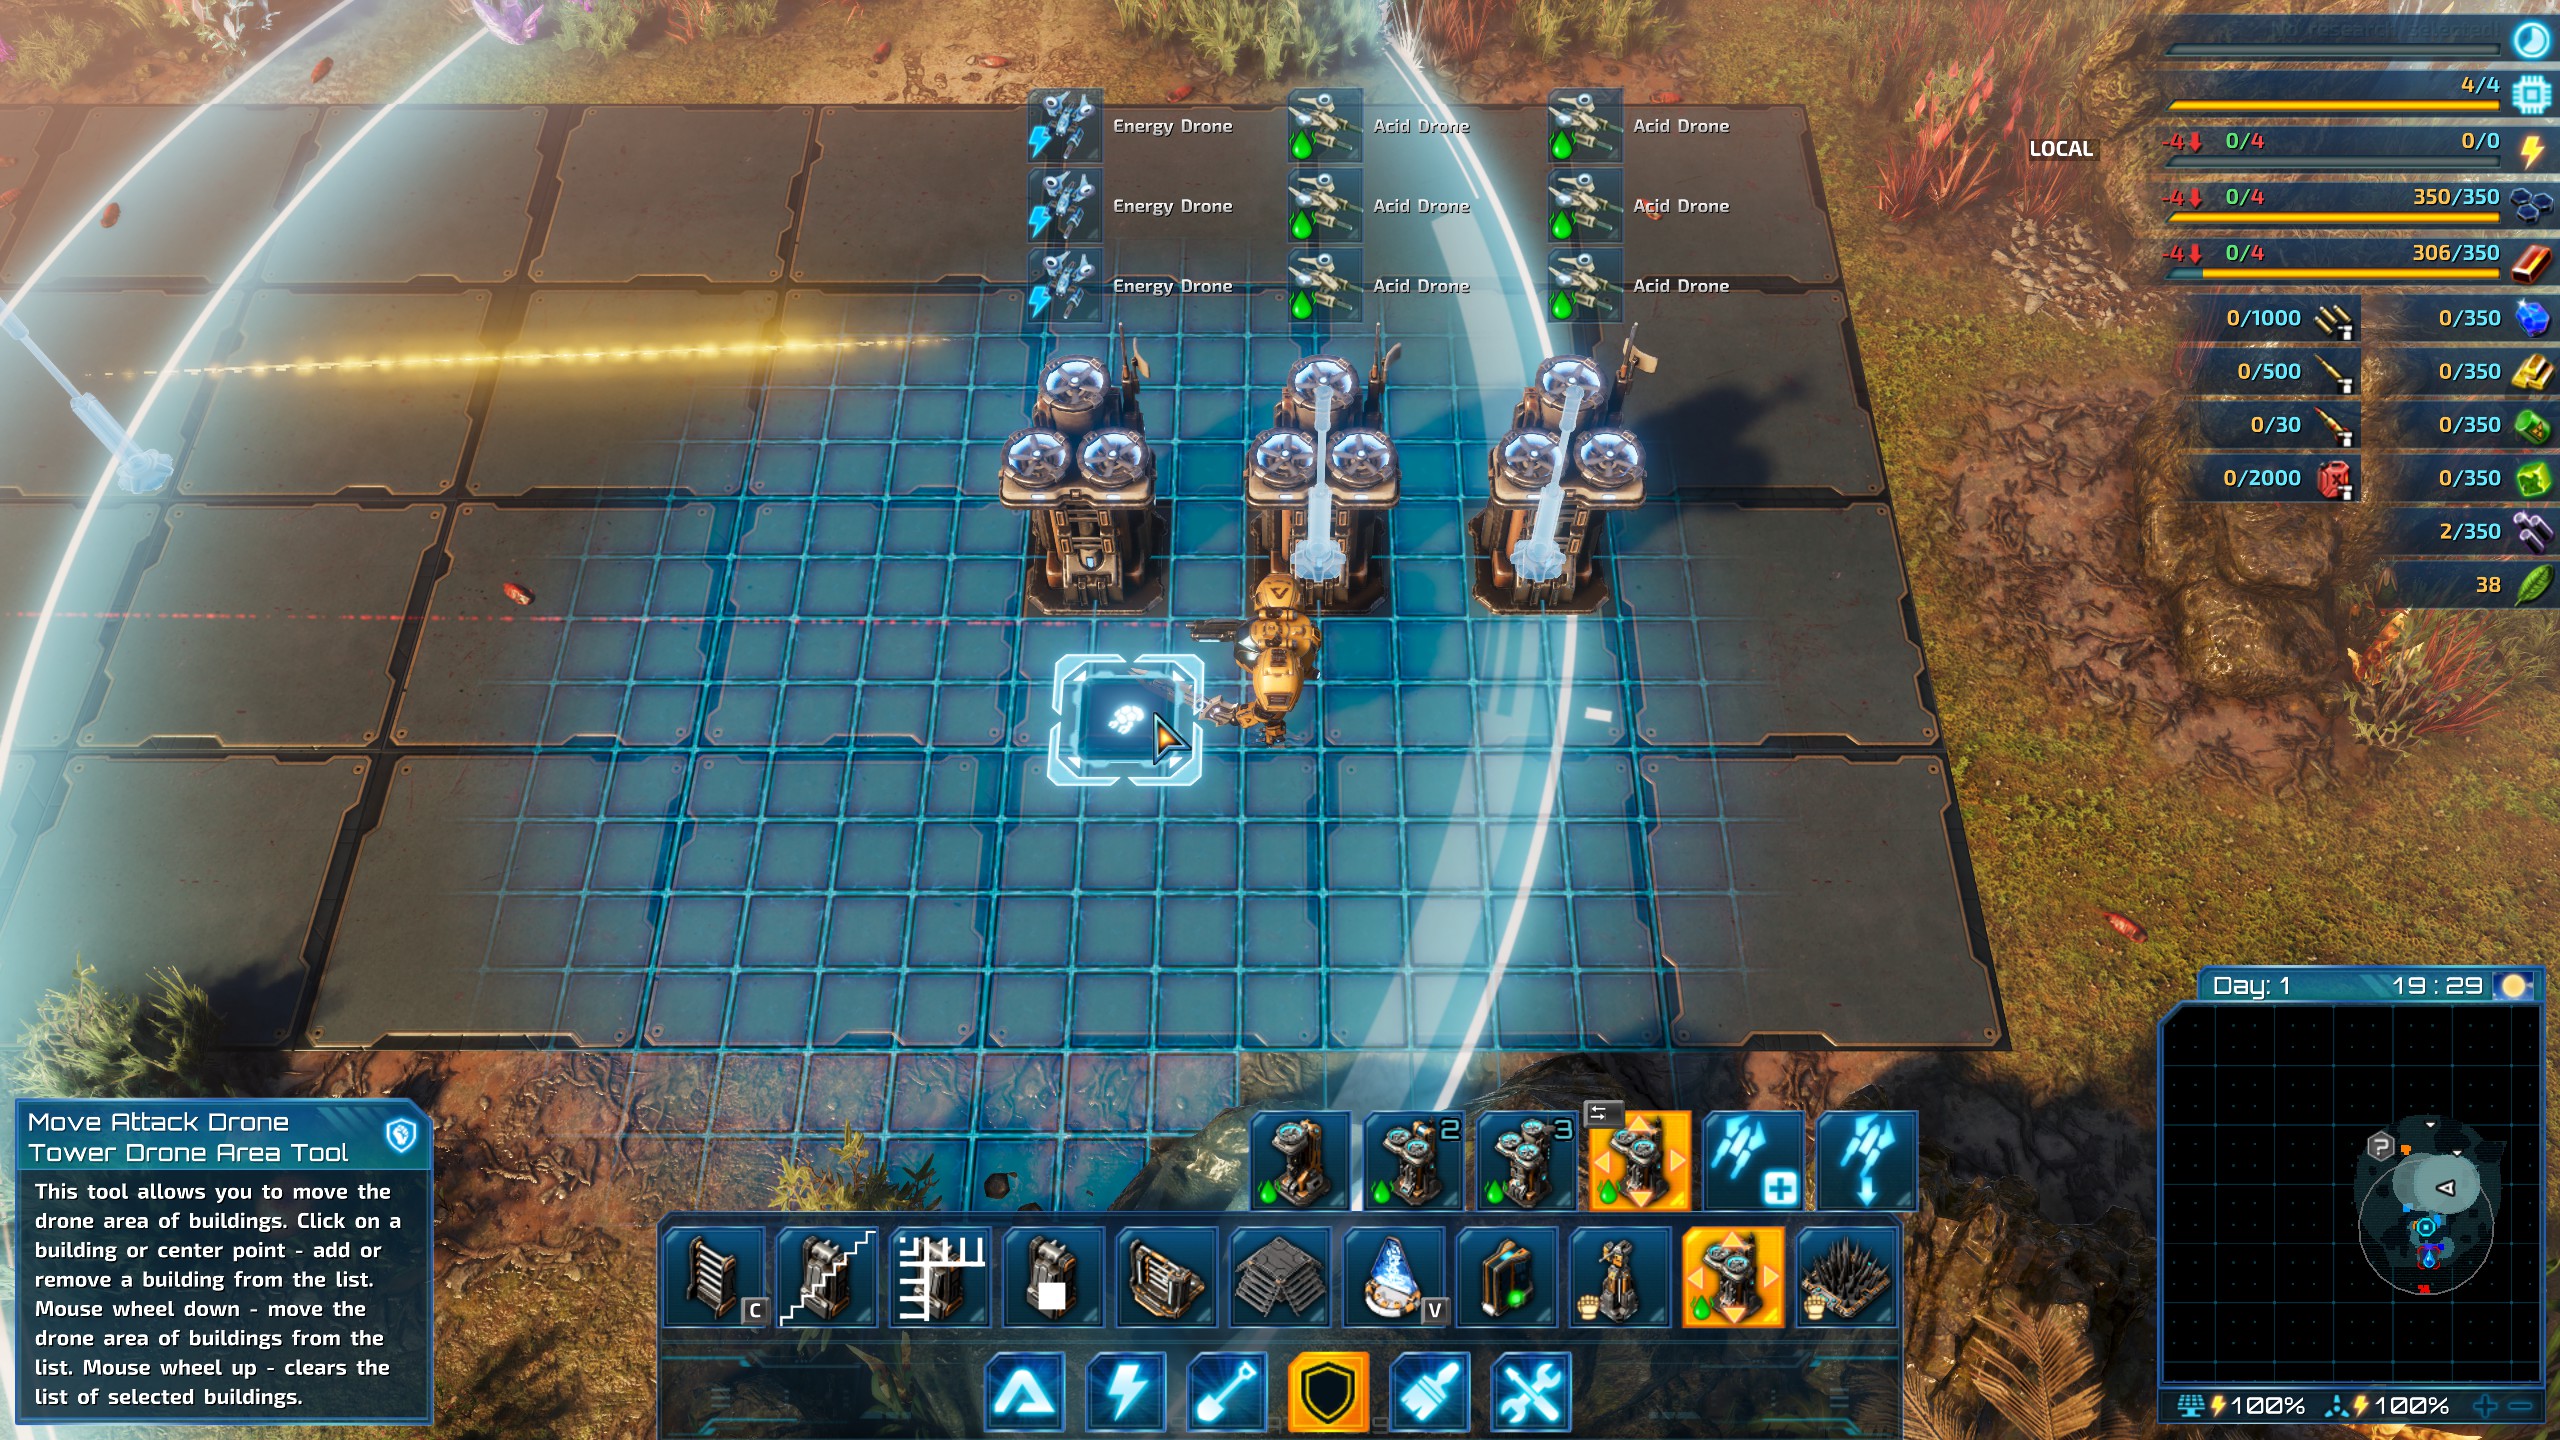 No research selected!
4/4
LOCAL
-4 0/4 0/0
-4 0/4 350/350
-4 0/4 306/350
0/1000 0/350
0/500 0/350
0/30 0/350
0/2000 0/350
2/350
38
Energy Drone Acid Drone Acid Drone
Energy Drone Acid Drone Acid Drone
Energy Drone Acid Drone Acid Drone
Day: 1 19:29
?
100% 100%
Move Attack Drone
Tower Drone Area Tool
This tool allows you to move the
drone area of buildings. Click on a
building or center point - add or
remove a building from the list.
Mouse wheel down - move the
drone area of buildings from the
list. Mouse wheel up - clears the
list of selected buildings.
2 3
C V